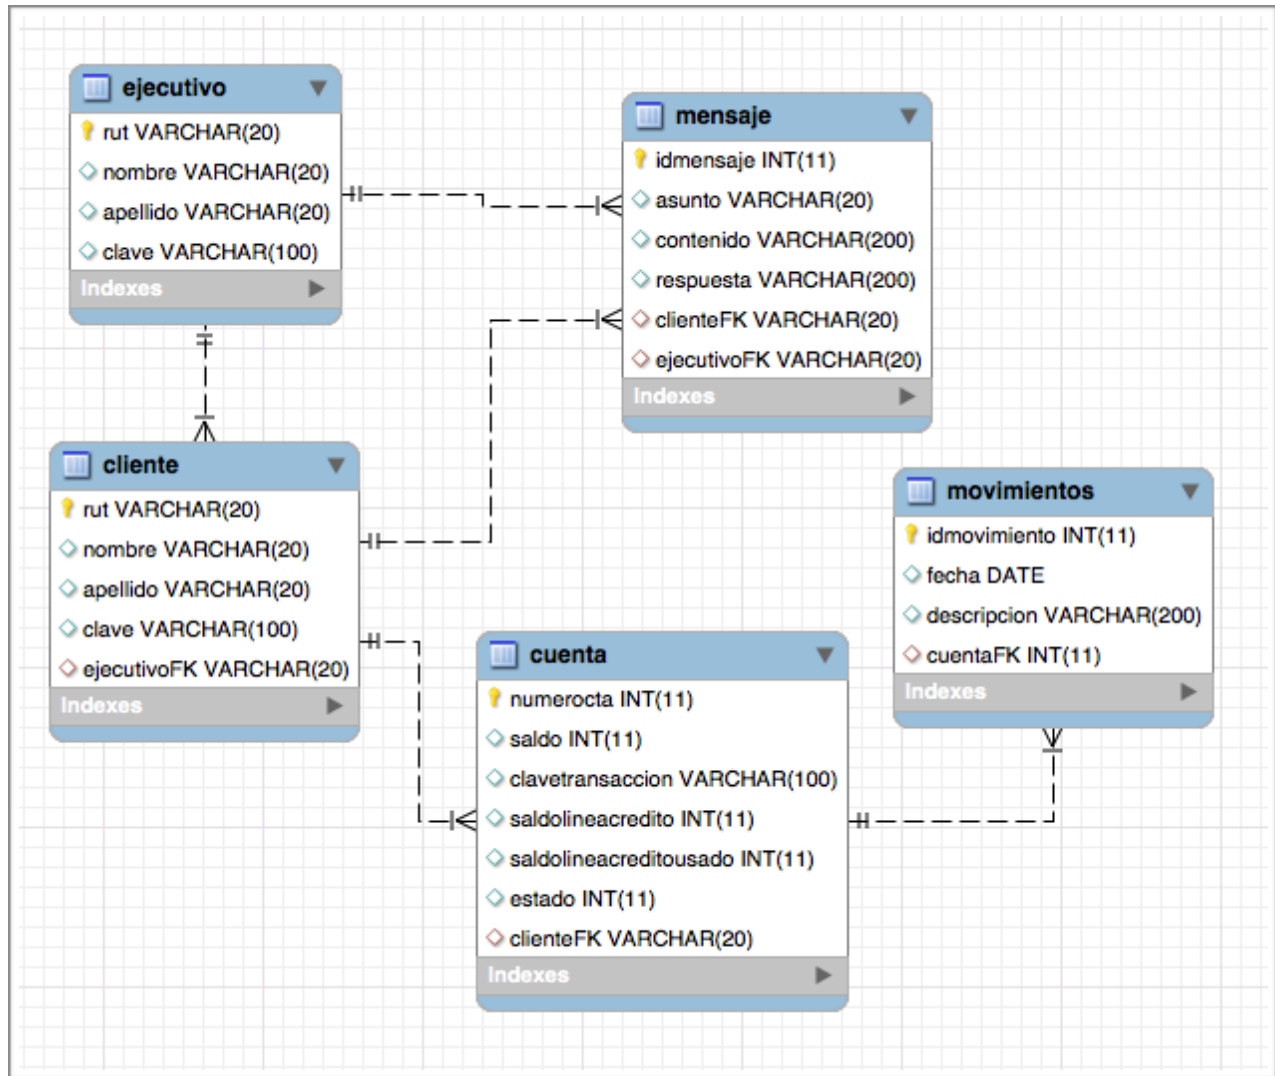 ejecutivo
rut VARCHAR(20)
nombre VARCHAR(20)
apellido VARCHAR(20)
clave VARCHAR(100)
Indexes
mensaje
idmensaje INT(11)
asunto VARCHAR(20)
contenido VARCHAR(200)
respuesta VARCHAR(200)
clienteFK VARCHAR(20)
ejecutivoFK VARCHAR(20)
Indexes
cliente
rut VARCHAR(20)
nombre VARCHAR(20)
apellido VARCHAR(20)
clave VARCHAR(100)
ejecutivoFK VARCHAR(20)
Indexes
movimientos
idmovimiento INT(11)
fecha DATE
descripcion VARCHAR(200)
cuentaFK INT(11)
Indexes
cuenta
numerocta INT(11)
saldo INT(11)
clavetransaccion VARCHAR(100)
saldolineacredito INT(11)
saldolineacreditousado INT(11)
estado INT(11)
clienteFK VARCHAR(20)
Indexes